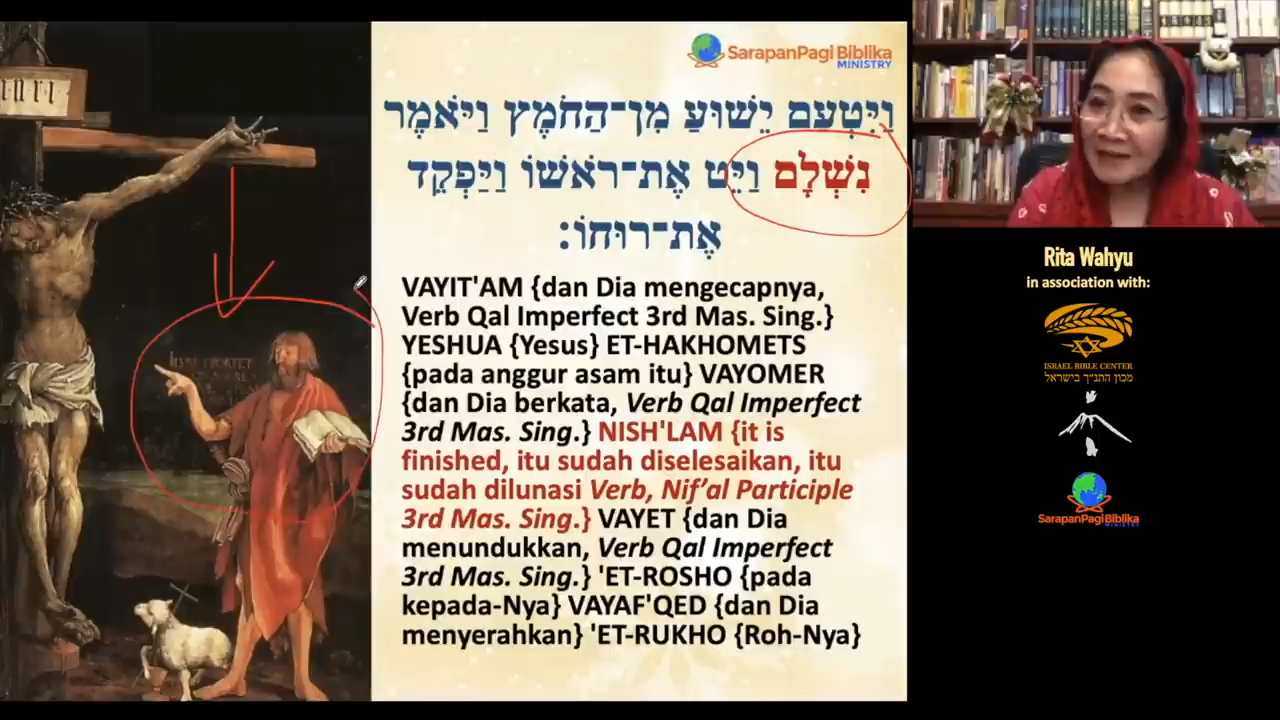 INRI
SarapanPagi Biblika
MINISTRY
וַיִּטְעַם יֵשׁוּעַ מִן־הַחֹמֶץ וַיֹּאמֶר
נִשְׁלָם וַיֵּט אֶת־רֹאשׁוֹ וַיַּפְקֵד
אֶת־רוּחוֹ׃
VAYIT'AM {dan Dia mengecapnya,
Verb Qal Imperfect 3rd Mas. Sing.}
YESHUA {Yesus} ET-HAKHOMETS
{pada anggur asam itu} VAYOMER
{dan Dia berkata, Verb Qal Imperfect
3rd Mas. Sing.} NISH'LAM {it is
finished, itu sudah diselesaikan, itu
sudah dilunasi Verb, Nif’al Participle
3rd Mas. Sing.} VAYET {dan Dia
menundukkan, Verb Qal Imperfect
3rd Mas. Sing.} 'ET-ROSHO {pada
kepada-Nya} VAYAF'QED {dan Dia
menyerahkan} 'ET-RUKHO {Roh-Nya}
Rita Wahyu
in association with:
ISRAEL BIBLE CENTER
מכון התנ״ך בישראל
SarapanPagi Biblika
MINISTRY